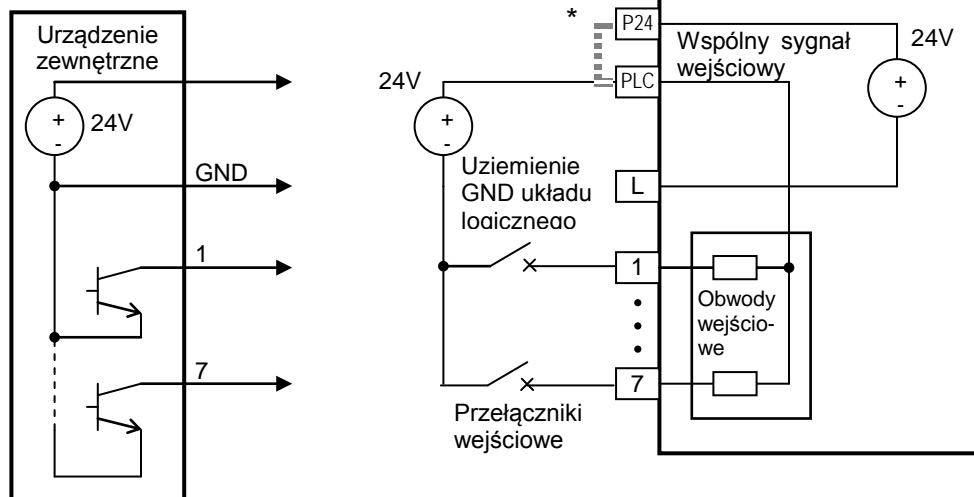 Urządzenie
zewnętrzne
24V
+
-
GND
1
7
*
P24
Wspólny sygnał
wejściowy
24V
+
-
PLC
24V
+
-
Uziemienie
GND układu
logicznego
L
1
Obwody
wejścio-
we
7
Przełączniki
wejściowe